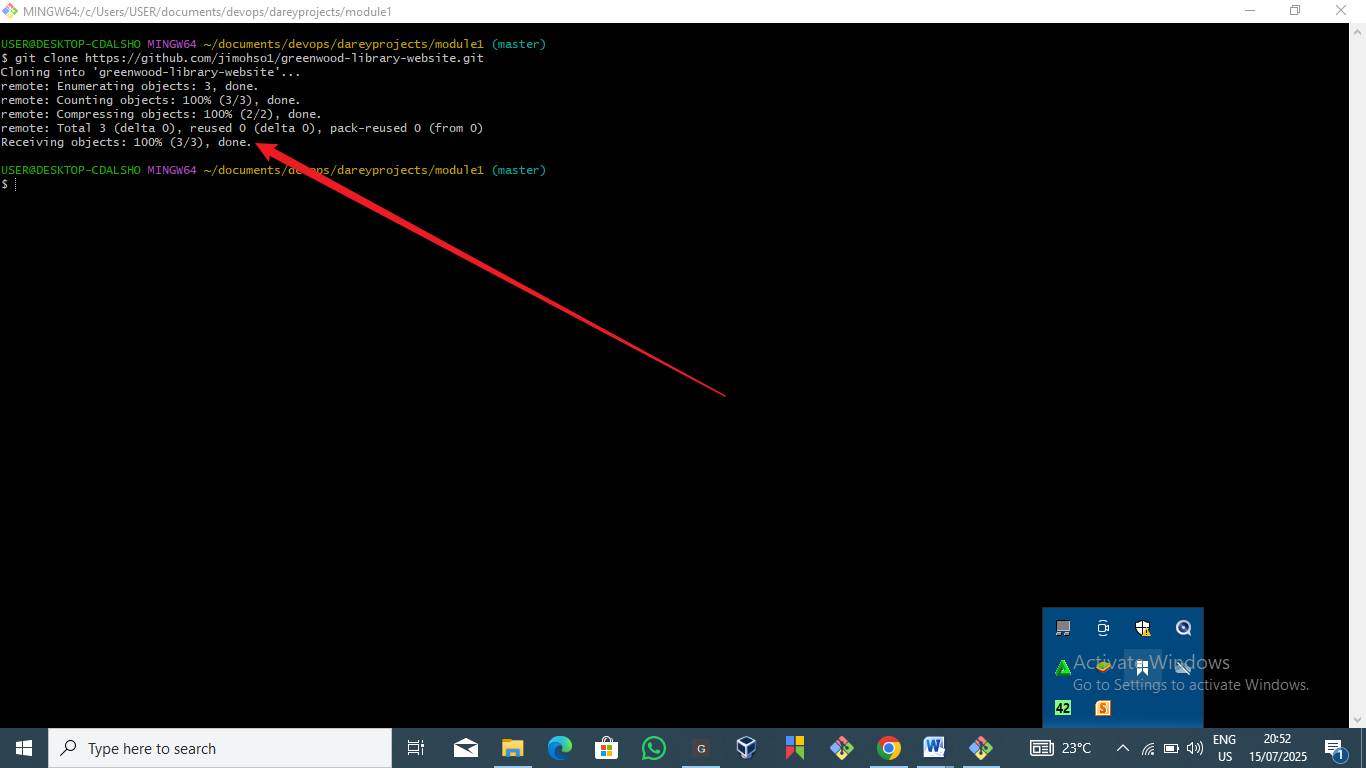 MINGW64:/c/Users/USER/documents/devops/dareyprojects/module1
USER@DESKTOP-CDALSHO MINGW64 ~/documents/devops/dareyprojects/module1 (master)
$ git clone https://github.com/jimohso1/greenwood-library-website.git
Cloning into 'greenwood-library-website'...
remote: Enumerating objects: 3, done.
remote: Counting objects: 100% (3/3), done.
remote: Compressing objects: 100% (2/2), done.
remote: Total 3 (delta 0), reused 0 (delta 0), pack-reused 0 (from 0)
Receiving objects: 100% (3/3), done.
USER@DESKTOP-CDALSHO MINGW64 ~/documents/devops/dareyprojects/module1 (master)
$
Activate Windows
Go to Settings to activate Windows.
42
S
Type here to search
G
W
23°C
ENG
US
20:52
15/07/2025
1